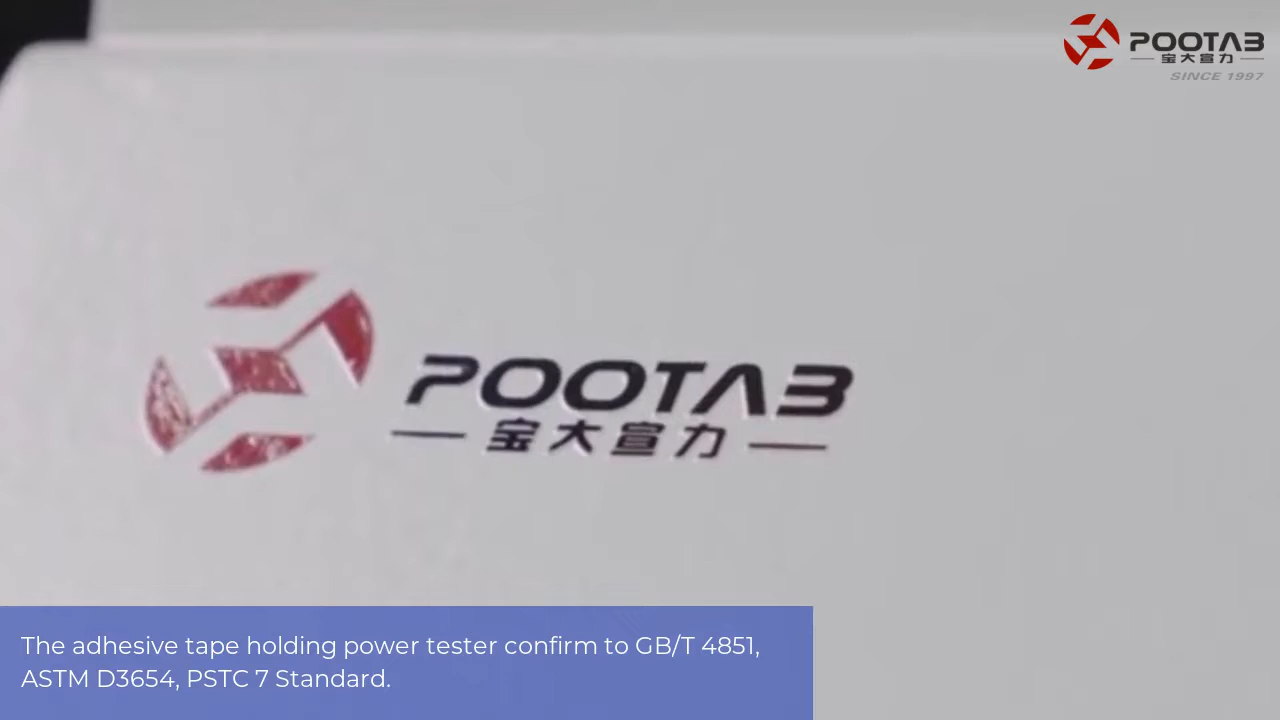 POOTAB
宝大宣力
SINCE 1997
POOTAB
宝大宣力
The adhesive tape holding power tester confirm to GB/T 4851,
ASTM D3654, PSTC 7 Standard.